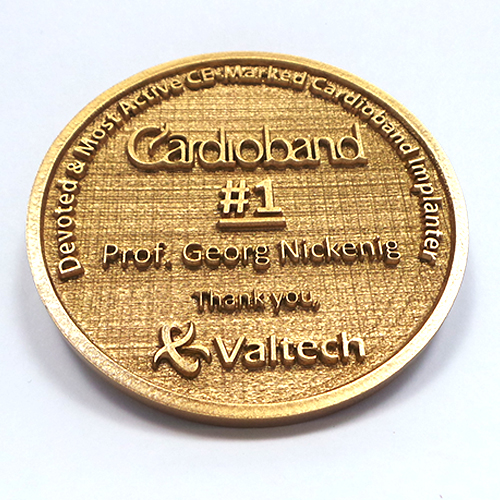 Devoted & Most Active CE-Marked Cardioband Implanter
Cardioband
#1
Prof. Georg Nickenig
Thank you,
Valtech